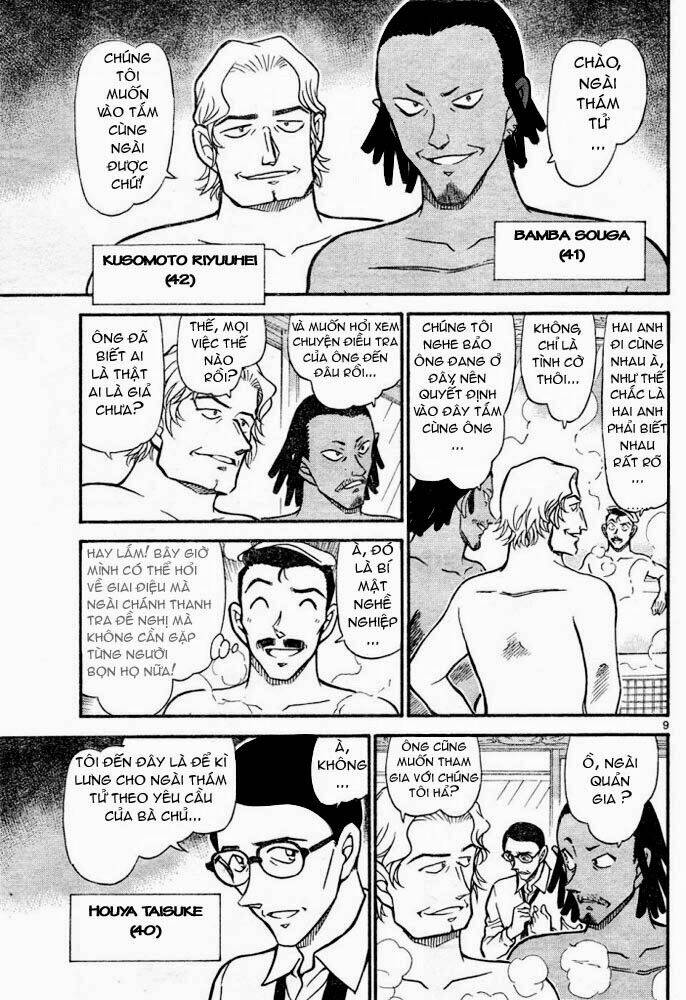 CHÀO,
NGÀI
THÁM
TỬ
...
CHÚNG
TÔI
MUỐN
VÀO TẮM
CÙNG
NGÀI
ĐƯỢC
CHỨ!
BAMBA SOUGA
(41)
KUSOMOTO RIYUUHEI
(42)
HAI ANH
ĐI CÙNG
NHAU À,
NHƯ THẾ
CHẮC LÀ
HAI ANH
PHẢI BIẾT
NHAU
RẤT RÕ
KHÔNG,
CHỈ LÀ
TÌNH CỜ
THÔI...
CHÚNG TÔI
NGHE BẢO
ÔNG ĐANG Ở
ĐÂY, NÊN
QUYẾT ĐỊNH
VÀO ĐÂY TẮM
CÙNG ÔNG
...
VÀ MUỐN HỎI XEM
CHUYỆN ĐIỀU TRA
CỦA ÔNG ĐẾN
ĐÂU RỒI...
THẾ, MỌI
VIỆC THẾ
NÀO
RỒI?
ÔNG ĐÃ
BIẾT AI
LÀ THẬT
AI LÀ GIẢ
CHƯA?
À, ĐÓ
LÀ BÍ
MẬT
NGHỀ
NGHIỆP
...
HAY LẮM! BÂY GIỜ
MÌNH CÓ THỂ HỎI
VỀ GIAI ĐIỆU MÀ
NGÀI CHÁNH THANH
TRA ĐỀ NGHỊ MÀ
KHÔNG CẦN GẶP
TỪNG NGƯỜI
BỌN HỌ NỮA!
9
Ồ, NGÀI
QUẢN
GIA ?
ÔNG CŨNG
MUỐN THAM
GIA VỚI CHÚNG
TÔI HẢ?
À,
KHÔNG ...
TÔI ĐẾN ĐÂY LÀ ĐỂ KÌ
LƯNG CHO NGÀI THÁM
TỬ THEO YÊU CẦU
CỦA BÀ CHỦ...
HOUYA TAISUKE
(40)